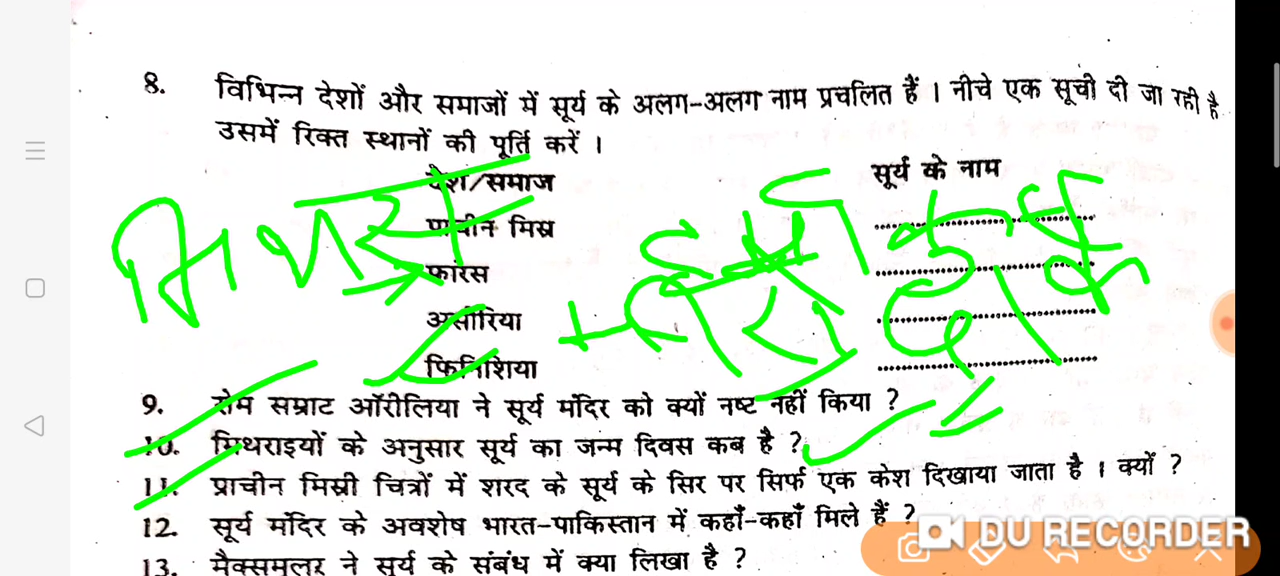 8. विभिन्न देशों और समाजों में सूर्य के अलग-अलग नाम प्रचलित हैं । नीचे एक सूची दी जा रही है
उसमें रिक्त स्थानों की पूर्ति करें ।
देश/समाज सूर्य के नाम
प्राचीन मिस्र ........................
फारस ........................
असीरिया ........................
फिनिशिया ........................
9. रोम सम्राट ऑरीलिया ने सूर्य मंदिर को क्यों नष्ट नहीं किया ?
10. मिथराइयों के अनुसार सूर्य का जन्म दिवस कब है ?
11. प्राचीन मिस्री चित्रों में शरद के सूर्य के सिर पर सिर्फ एक केश दिखाया जाता है । क्यों ?
12. सूर्य मंदिर के अवशेष भारत-पाकिस्तान में कहाँ-कहाँ मिले हैं ?
13. मैक्समूलर ने सूर्य के संबंध में क्या लिखा है ?
DU RECORDER